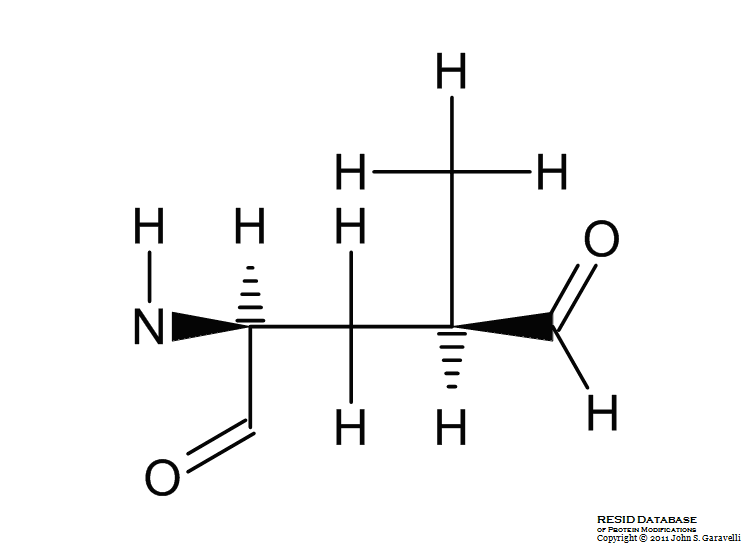 H
H H
H H H O
N
H H H
O
RESID DATABASE
OF PROTEIN MODIFICATIONS
Copyright © 2011 John S. Garavelli